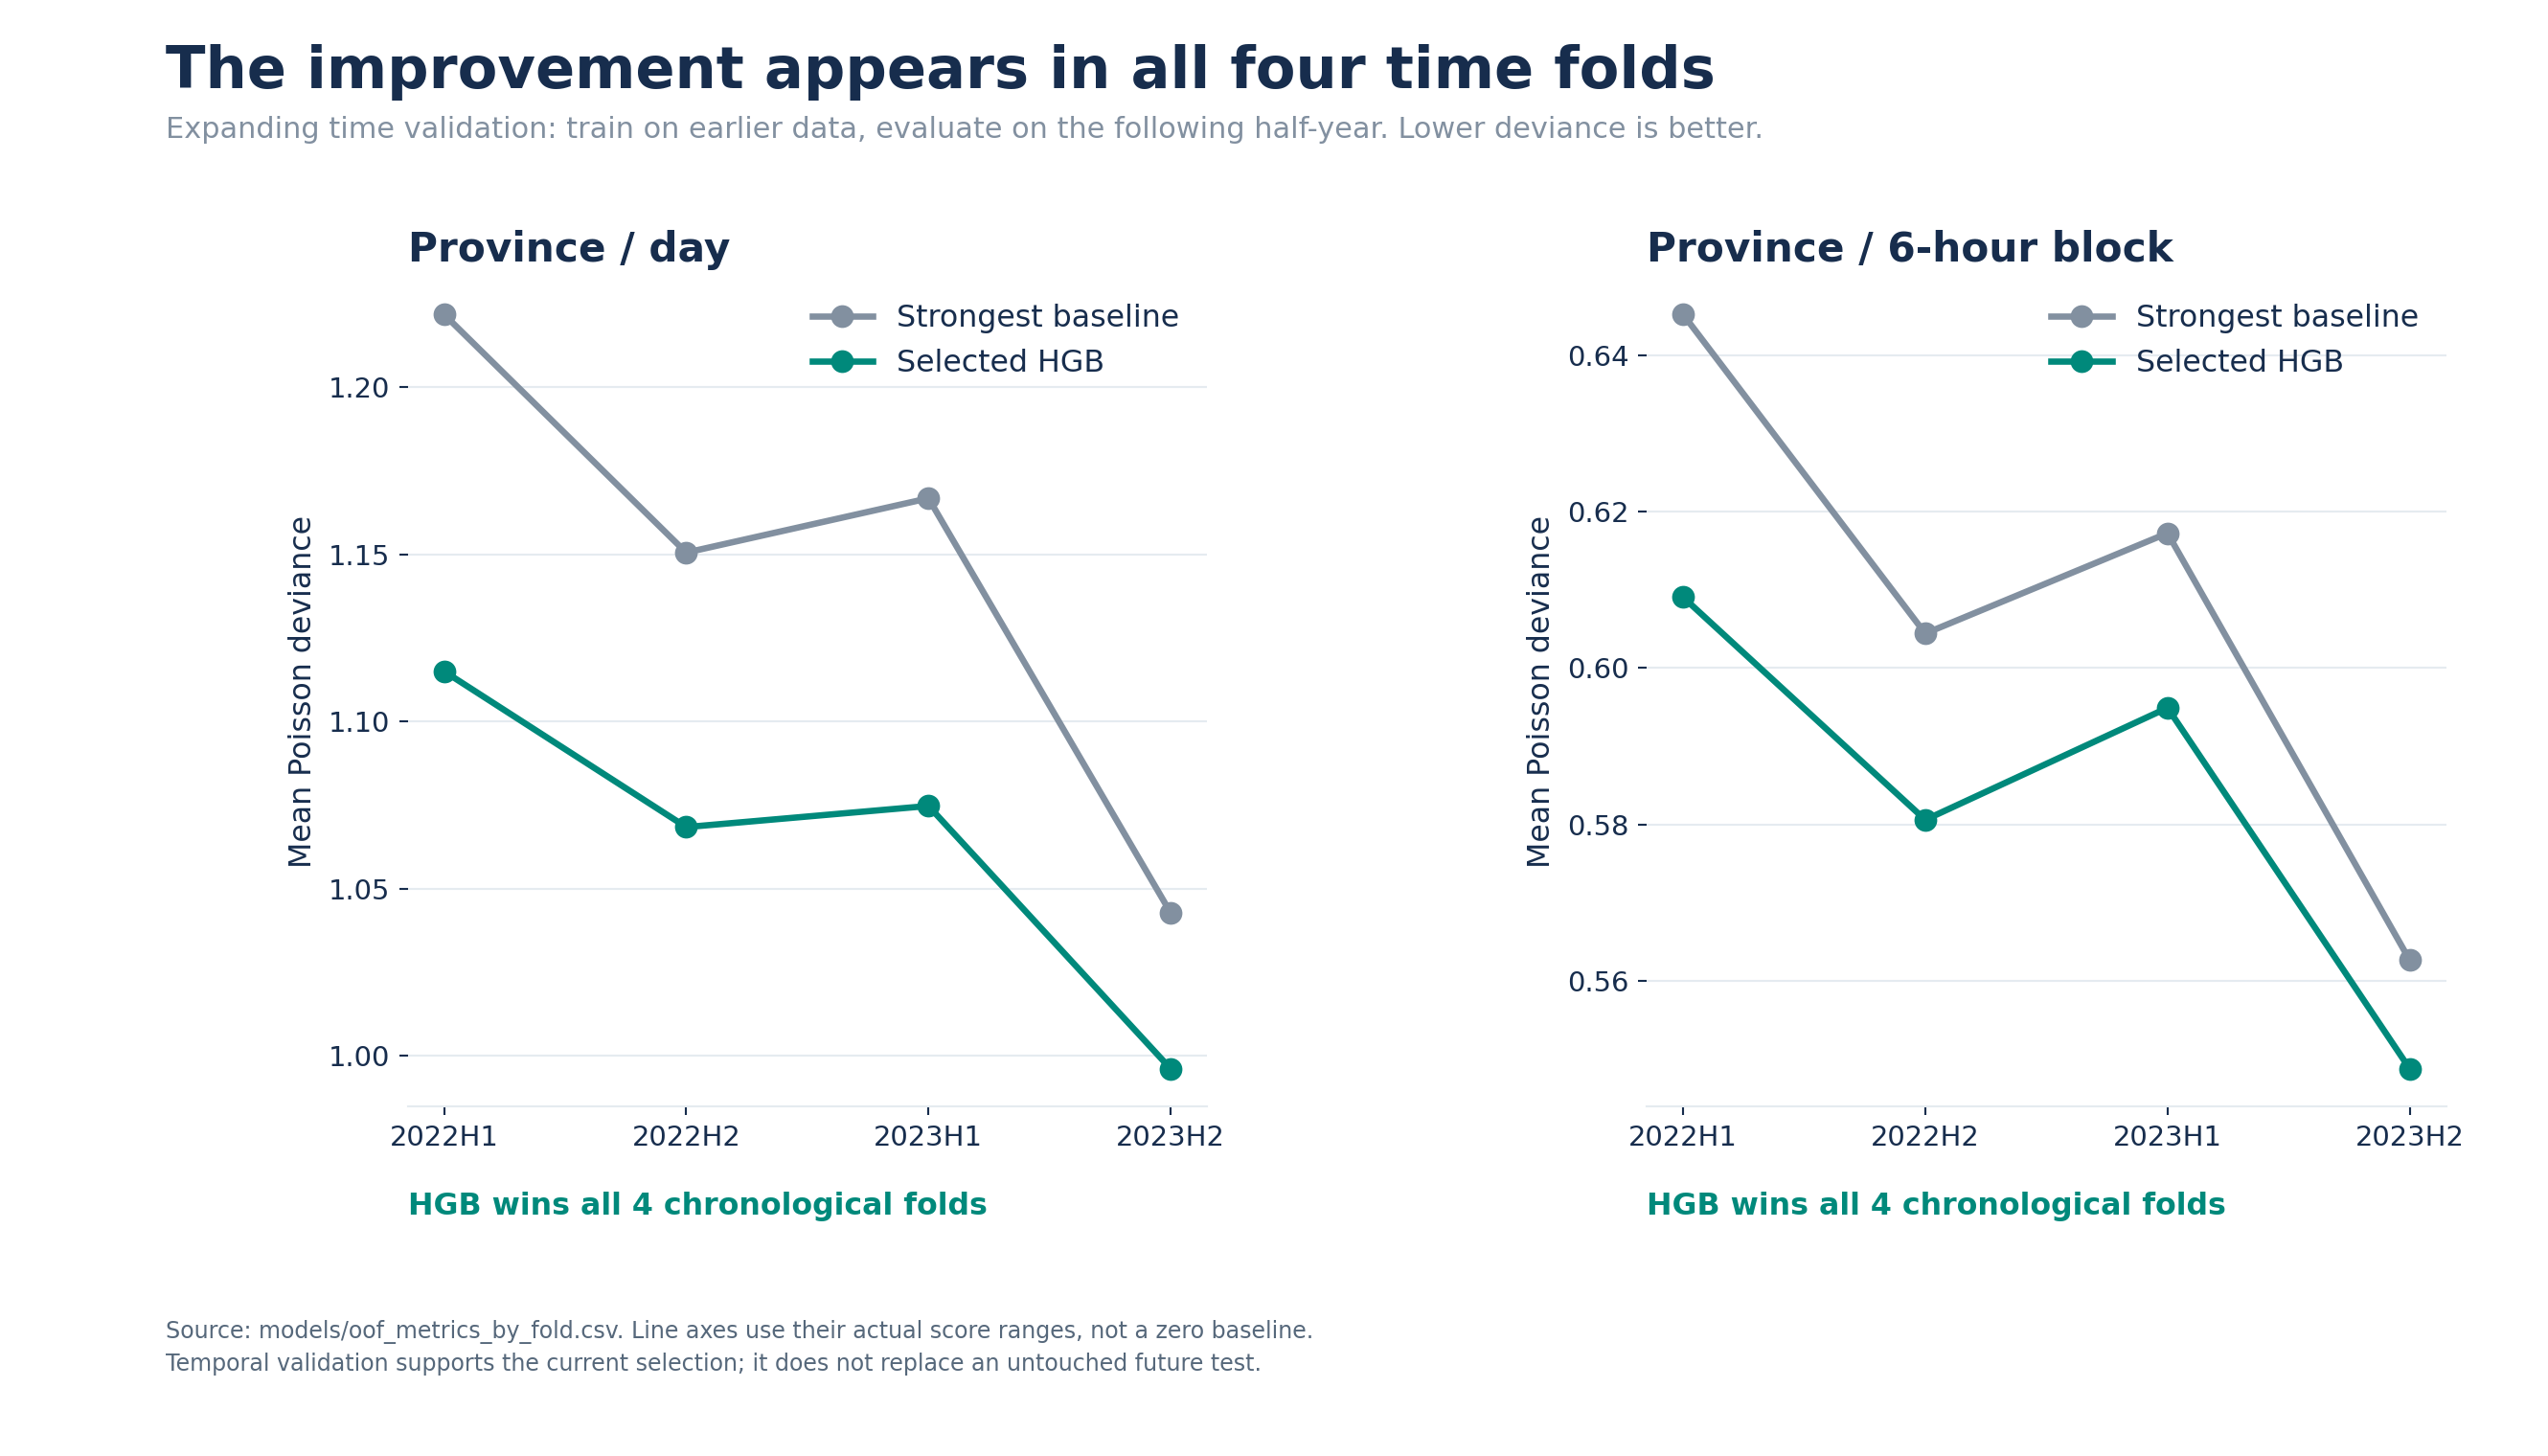 The improvement appears in all four time folds
Expanding time validation: train on earlier data, evaluate on the following half-year. Lower deviance is better.
Province / day
Strongest baseline
Selected HGB
Mean Poisson deviance
1.20
1.15
1.10
1.05
1.00
2022H1
2022H2
2023H1
2023H2
HGB wins all 4 chronological folds
Province / 6-hour block
Strongest baseline
Selected HGB
Mean Poisson deviance
0.64
0.62
0.60
0.58
0.56
2022H1
2022H2
2023H1
2023H2
HGB wins all 4 chronological folds
Source: models/oof_metrics_by_fold.csv. Line axes use their actual score ranges, not a zero baseline.
Temporal validation supports the current selection; it does not replace an untouched future test.